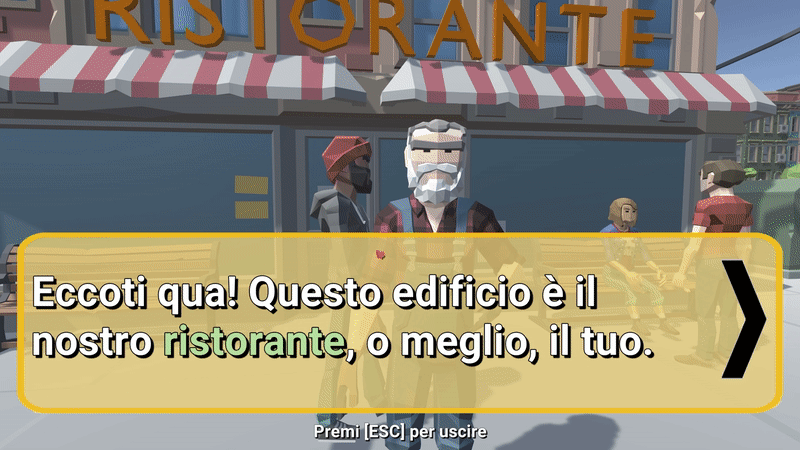 RISTORANTE
Eccoti qua! Questo edificio è il
nostro ristorante, o meglio, il tuo.
Premi [ESC] per uscire